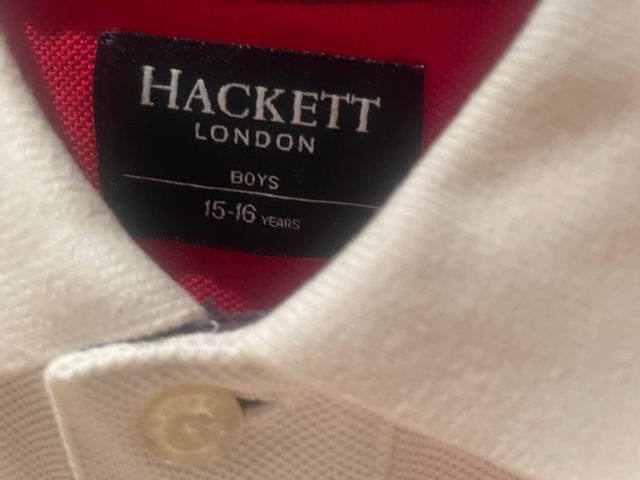 HACKETT
LONDON
BOYS
15-16 YEARS